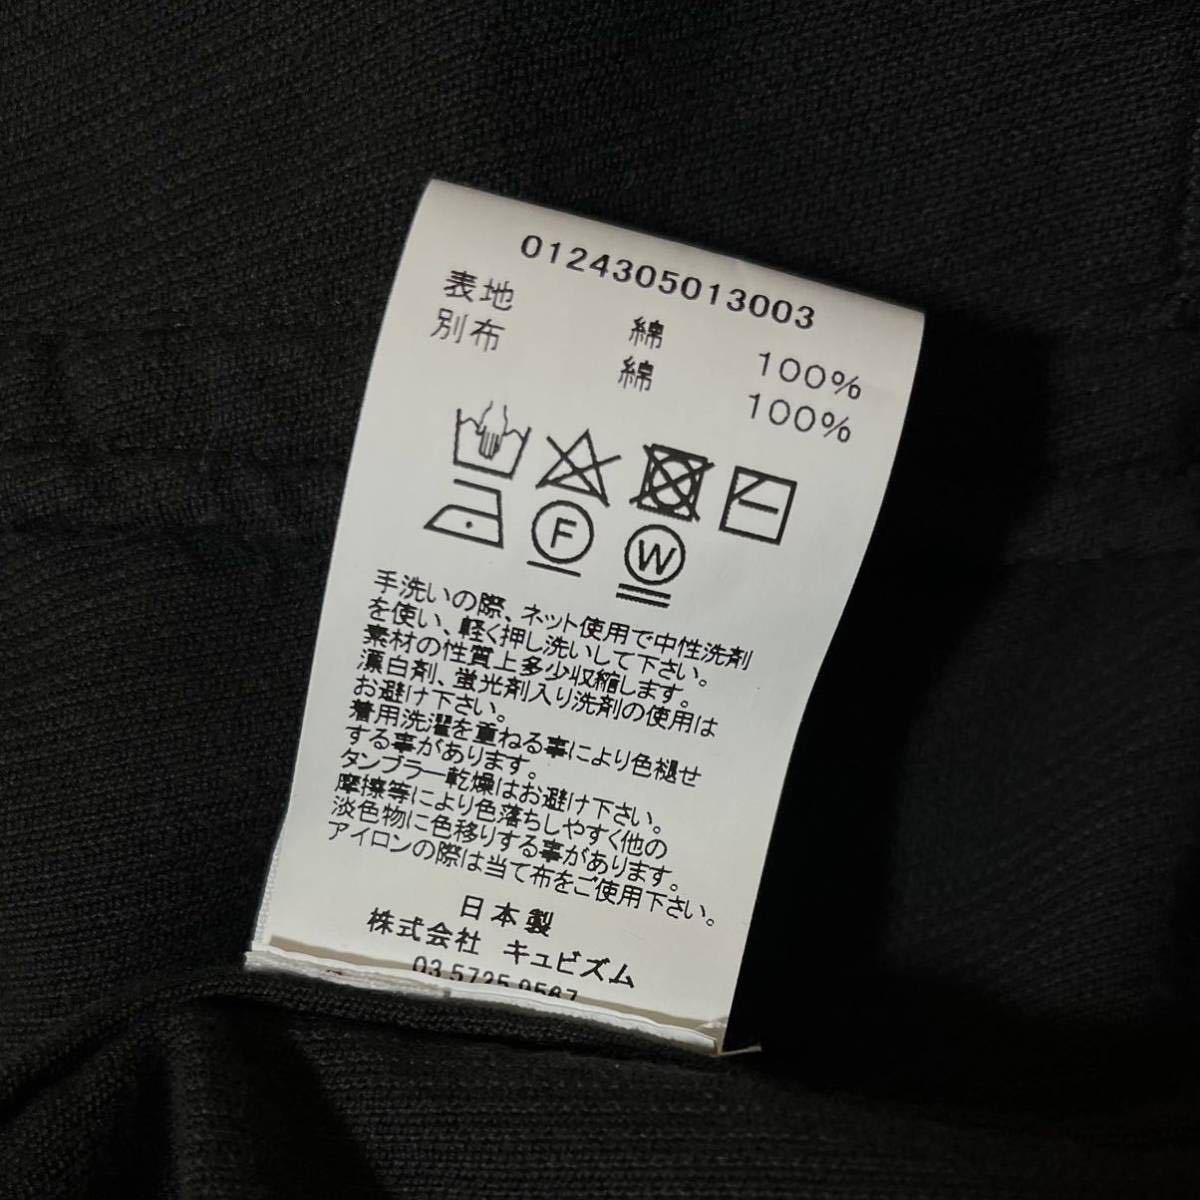 0124305013003
表地 綿 100%
別布 綿 100%
F W
手洗いの際、ネット使用で中性洗剤
を使い、軽く押し洗いして下さい。
素材の性質上多少収縮します。
漂白剤、蛍光剤入り洗剤の使用は
お避け下さい。
着用洗濯を重ねる事により色褪せ
する事があります。
タンブラー乾燥はお避け下さい。
摩擦等により色落ちしやすく他の
淡色物に色移りする事があります。
アイロンの際は当て布をご使用下さい。
日本製
株式会社 キュビズム
03 5725 9567